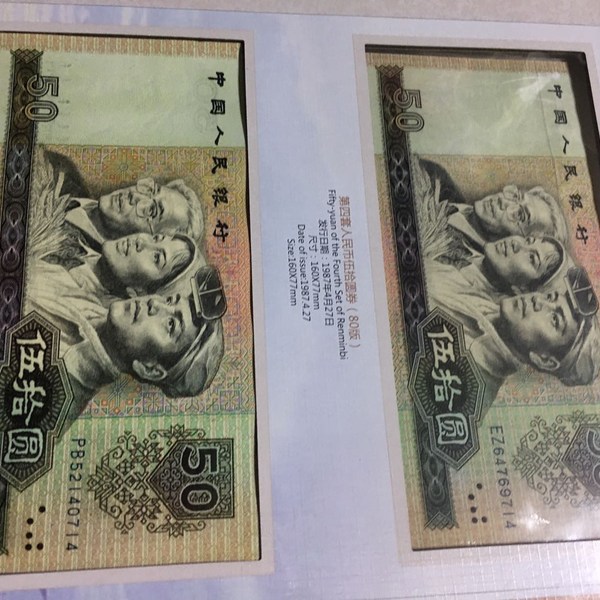 50
中国人民银行
伍拾圆
50
PB52140714
第四套人民币伍拾圆券（80版）
Fifty-yuan of the Fourth Set of Renminbi
发行日期：1987年4月27日
尺寸：160X77mm
Date of issue:1987.4.27
Size:160X77mm
50
中国人民银行
伍拾圆
EZ64769714